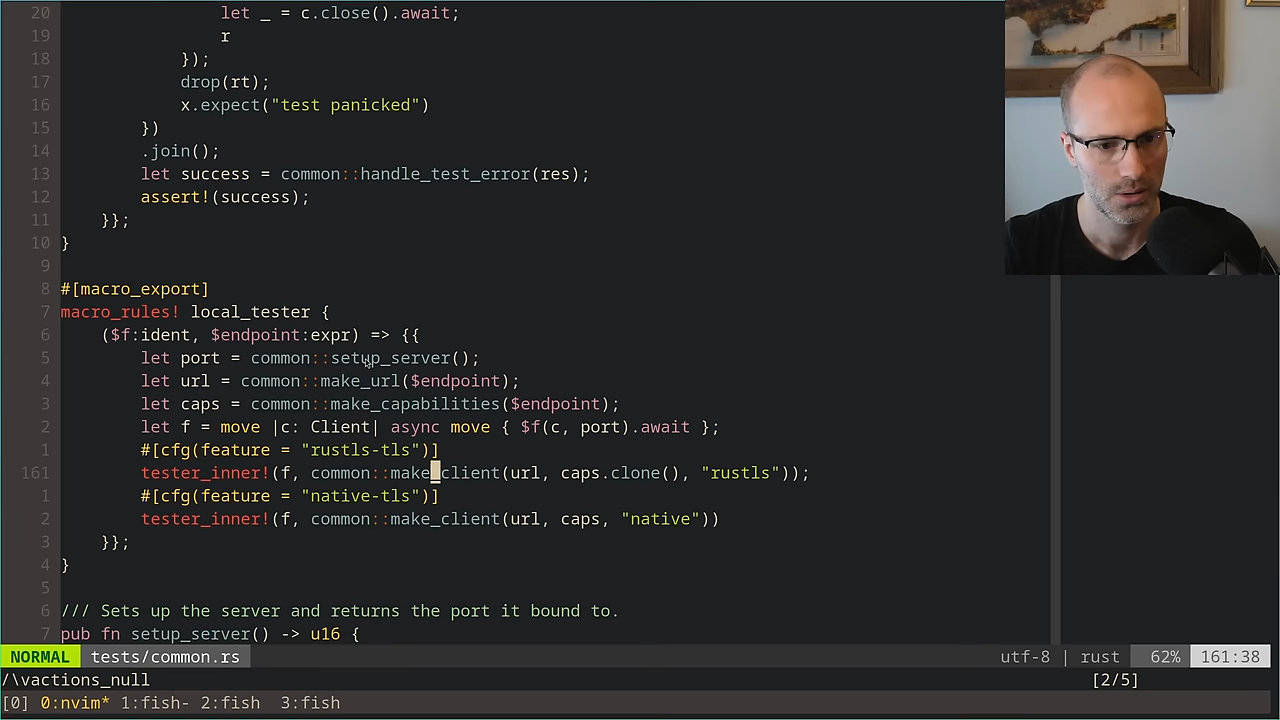 20 let _ = c.close().await;
19 r
18 });
17 drop(rt);
16 x.expect("test panicked")
15 })
14 .join();
13 let success = common::handle_test_error(res);
12 assert!(success);
11 }};
10 }
9
8 #[macro_export]
7 macro_rules! local_tester {
6 ($f:ident, $endpoint:expr) => {{
5 let port = common::setup_server();
4 let url = common::make_url($endpoint);
3 let caps = common::make_capabilities($endpoint);
2 let f = move |c: Client| async move { $f(c, port).await };
1 #[cfg(feature = "rustls-tls")]
161 tester_inner!(f, common::make_client(url, caps.clone(), "rustls"));
1 #[cfg(feature = "native-tls")]
2 tester_inner!(f, common::make_client(url, caps, "native"))
3 }};
4 }
5
6 /// Sets up the server and returns the port it bound to.
7 pub fn setup_server() -> u16 {
NORMAL tests/common.rs utf-8 | rust 62% 161:38
/\vactions_null [2/5]
[0] 0:nvim* 1:fish- 2:fish 3:fish